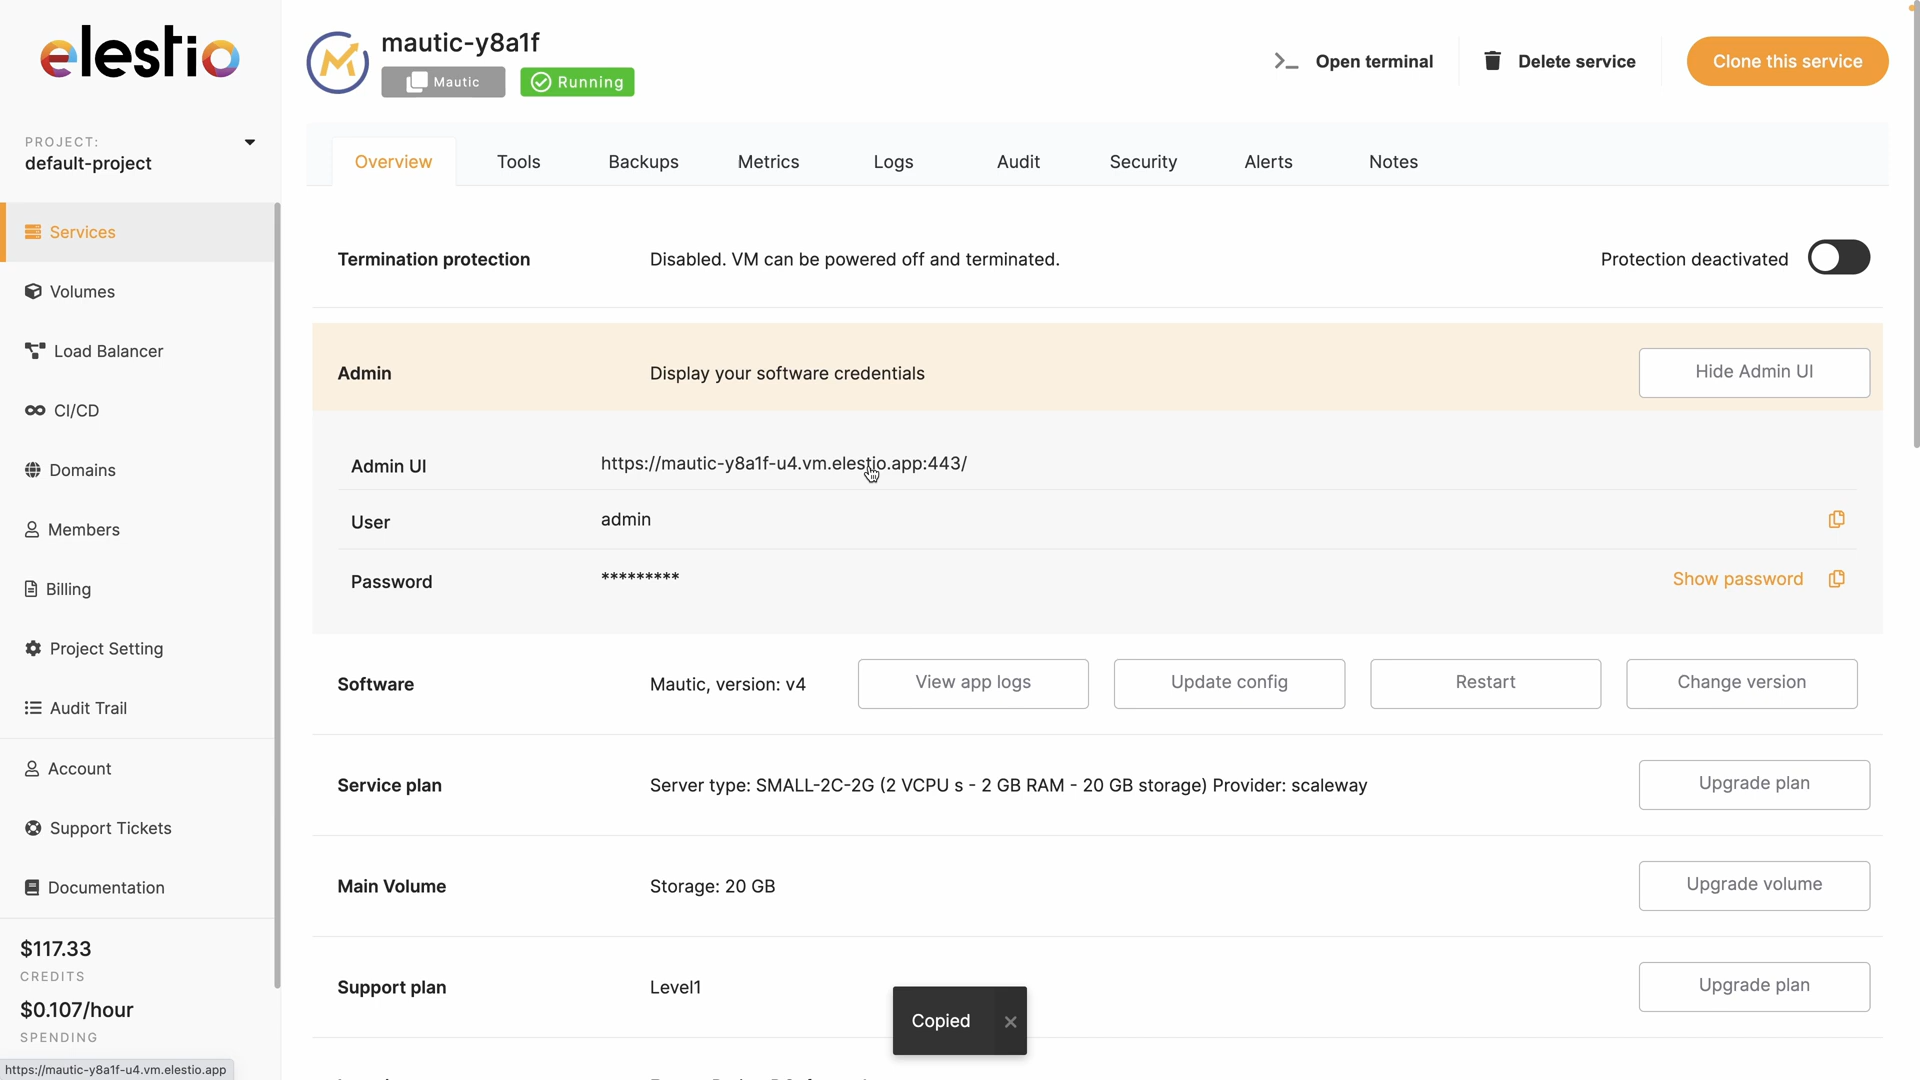 elestio
PROJECT:
default-project
Services
Volumes
Load Balancer
CI/CD
Domains
Members
Billing
Project Setting
Audit Trail
Account
Support Tickets
Documentation
$117.33
CREDITS
$0.107/hour
SPENDING
https://mautic-y8a1f-u4.vm.elestio.app
mautic-y8a1f
Mautic
Running
Open terminal
Delete service
Clone this service
Overview Tools Backups Metrics Logs Audit Security Alerts Notes
Termination protection Disabled. VM can be powered off and terminated. Protection deactivated
Admin Display your software credentials Hide Admin UI
Admin UI https://mautic-y8a1f-u4.vm.elestio.app:443/
User admin
Password ********* Show password
Software Mautic, version: v4 View app logs Update config Restart Change version
Service plan Server type: SMALL-2C-2G (2 VCPU s - 2 GB RAM - 20 GB storage) Provider: scaleway Upgrade plan
Main Volume Storage: 20 GB Upgrade volume
Support plan Level1 Upgrade plan
Copied